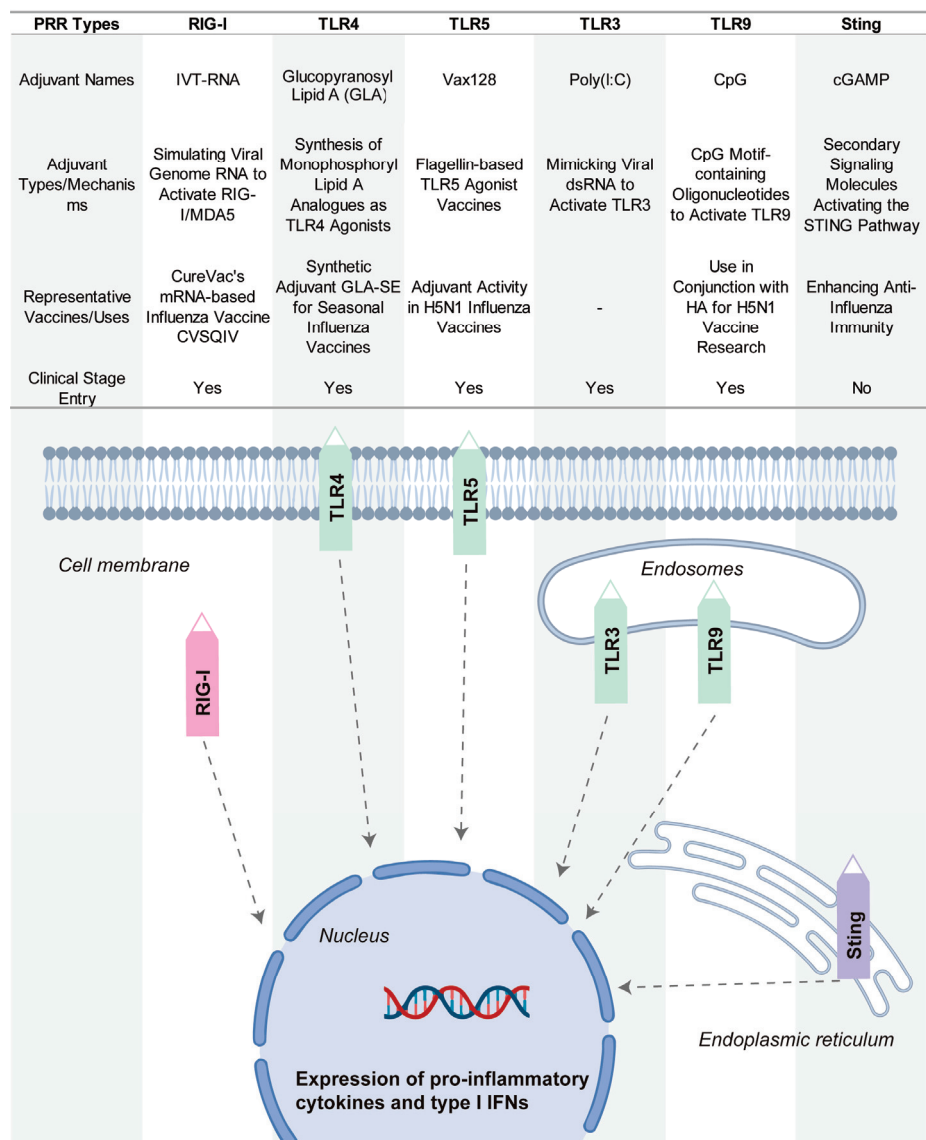 PRR Types RIG-I TLR4 TLR5 TLR3 TLR9 Sting
Adjuvant Names
IVT-RNA
Glucopyranosyl
Lipid A (GLA)
Vax128
Poly(I:C)
CpG
cGAMP
Adjuvant
Types/Mechanis
ms
Simulating Viral
Genome RNA to
Activate RIG-
I/MDA5
Synthesis of
Monophosphoryl
Lipid A
Analogues as
TLR4 Agonists
Flagellin-based
TLR5 Agonist
Vaccines
Mimicking Viral
dsRNA to
Activate TLR3
CpG Motif-
containing
Oligonucleotides
to Activate TLR9
Secondary
Signaling
Molecules
Activating the
STING Pathway
Representative
Vaccines/Uses
CureVac's
mRNA-based
Influenza Vaccine
CVSQIV
Synthetic
Adjuvant GLA-SE
for Seasonal
Influenza
Vaccines
Adjuvant Activity
in H5N1 Influenza
Vaccines
-
Use in
Conjunction with
HA for H5N1
Vaccine
Research
Enhancing Anti-
Influenza
Immunity
Clinical Stage
Entry
Yes Yes Yes Yes Yes No
TLR4
TLR5
Cell membrane
Endosomes
TLR3
TLR9
RIG-I
Sting
Nucleus
Endoplasmic reticulum
Expression of pro-inflammatory
cytokines and type I IFNs